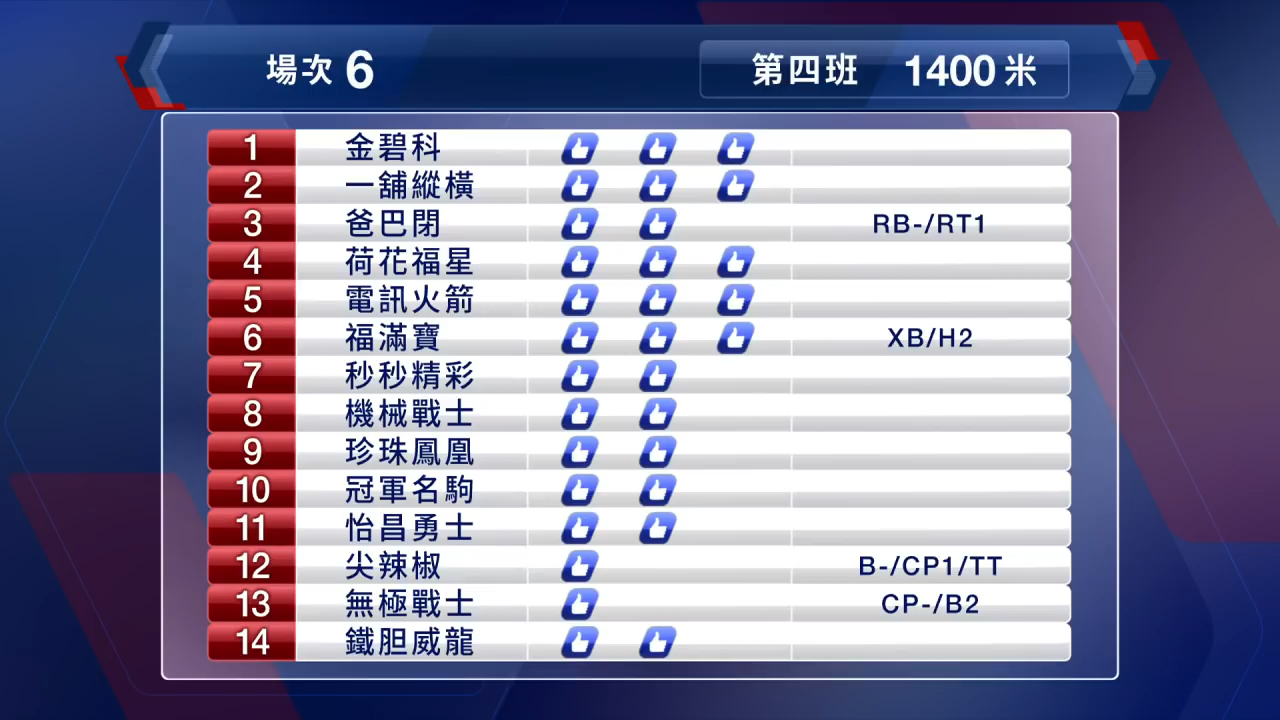 場次 6 第四班 1400 米
1 金碧科
2 一舖縱橫
3 爸巴閉 RB-/RT1
4 荷花福星
5 電訊火箭
6 福滿寶 XB/H2
7 秒秒精彩
8 機械戰士
9 珍珠鳳凰
10 冠軍名駒
11 怡昌勇士
12 尖辣椒 B-/CP1/TT
13 無極戰士 CP-/B2
14 鐵胆威龍